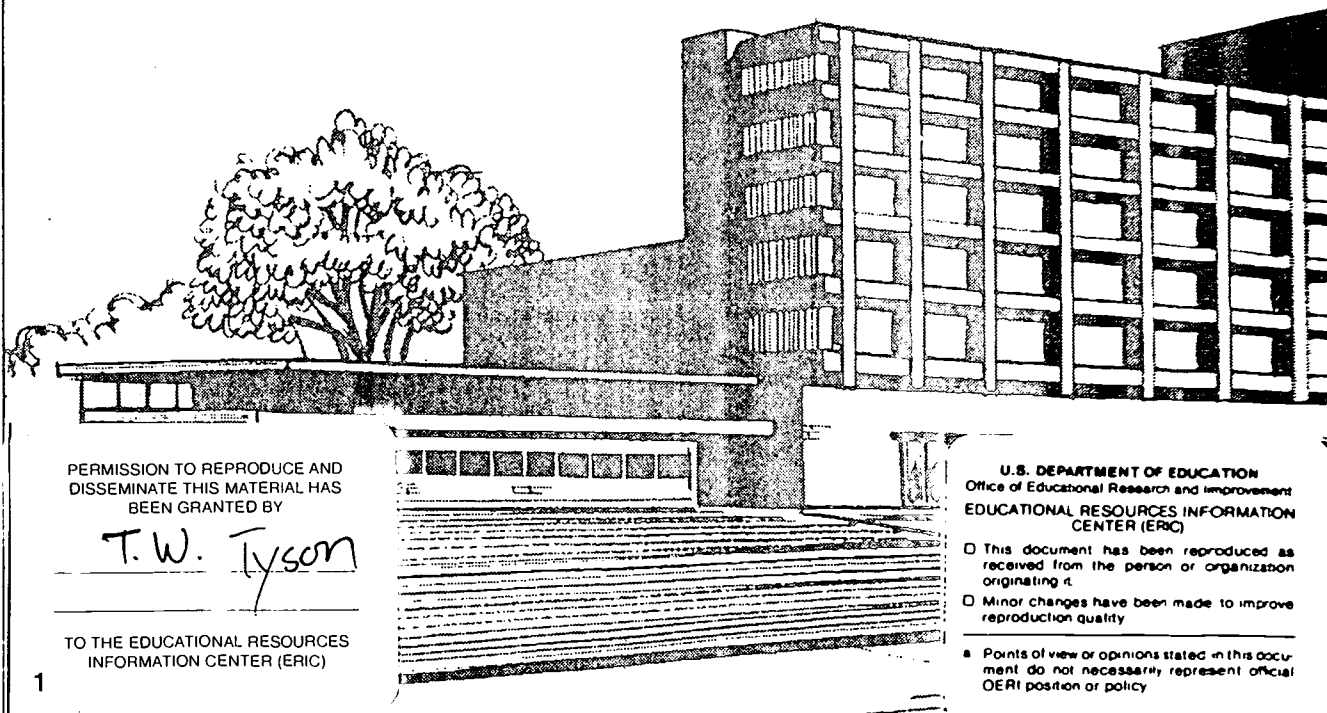 PERMISSION TO REPRODUCE AND
DISSEMINATE THIS MATERIAL HAS
BEEN GRANTED BY
T.W. Tyson
TO THE EDUCATIONAL RESOURCES
INFORMATION CENTER (ERIC)
1
U.S. DEPARTMENT OF EDUCATION
Office of Educational Research and Improvement
EDUCATIONAL RESOURCES INFORMATION
CENTER (ERIC)
□ This document has been reproduced as
received from the person or organization
originating it.
□ Minor changes have been made to improve
reproduction quality
• Points of view or opinions stated in this docu-
ment do not necessarily represent official
OERI position or policy